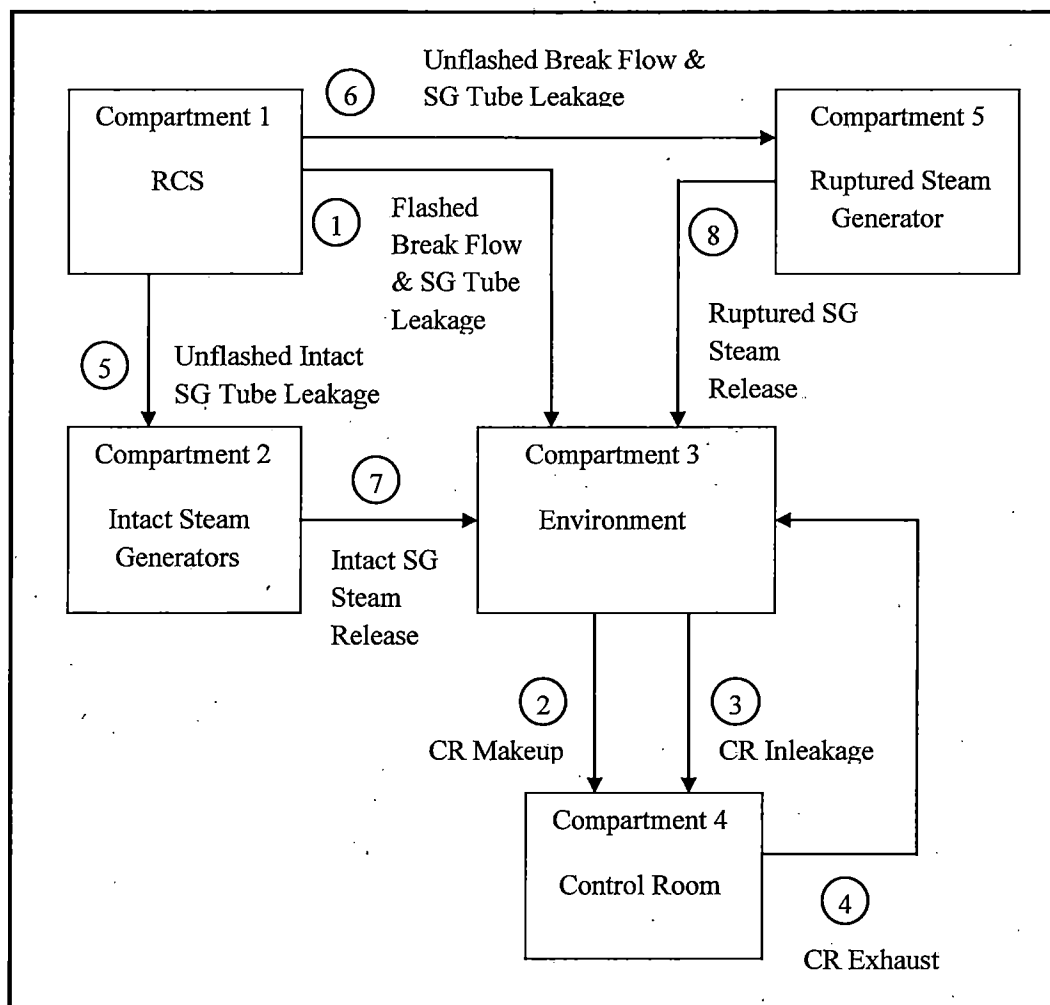 Unflashed Break Flow &
SG Tube Leakage
6
Compartment 1
RCS
Compartment 5
Ruptured Steam
Generator
1
Flashed
Break Flow
& SG Tube
Leakage
8
Ruptured SG
Steam
Release
5
Unflashed Intact
SG Tube Leakage
Compartment 2
Intact Steam
Generators
7
Intact SG
Steam
Release
Compartment 3
Environment
2
CR Makeup
3
CR Inleakage
Compartment 4
Control Room
4
CR Exhaust